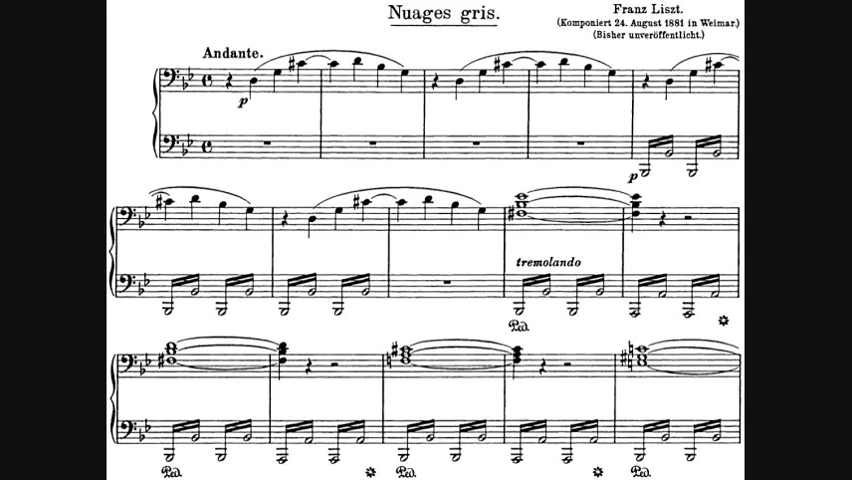 Nuages gris.
Franz Liszt.
(Komponiert 24. August 1881 in Weimar.)
(Bisher unveröffentlicht.)
Andante.
p
p
tremolando
Ped.
Ped.
Ped.
Ped.